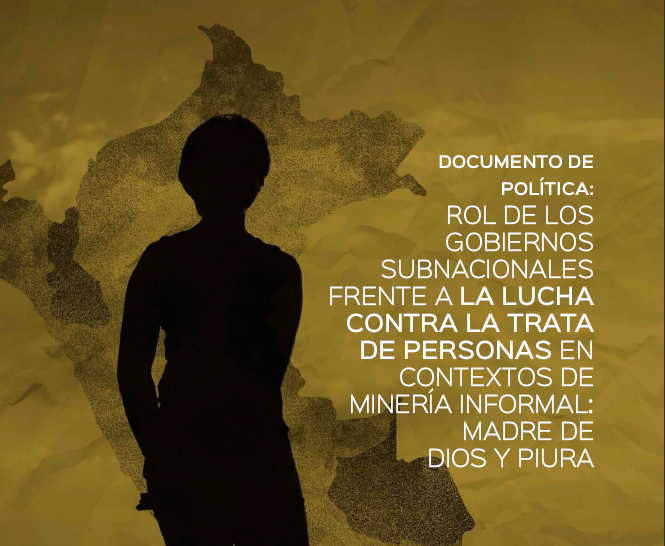 DOCUMENTO DE
POLÍTICA:
ROL DE LOS
GOBIERNOS
SUBNACIONALES
FRENTE A LA LUCHA
CONTRA LA TRATA
DE PERSONAS EN
CONTEXTOS DE
MINERÍA INFORMAL:
MADRE DE
DIOS Y PIURA